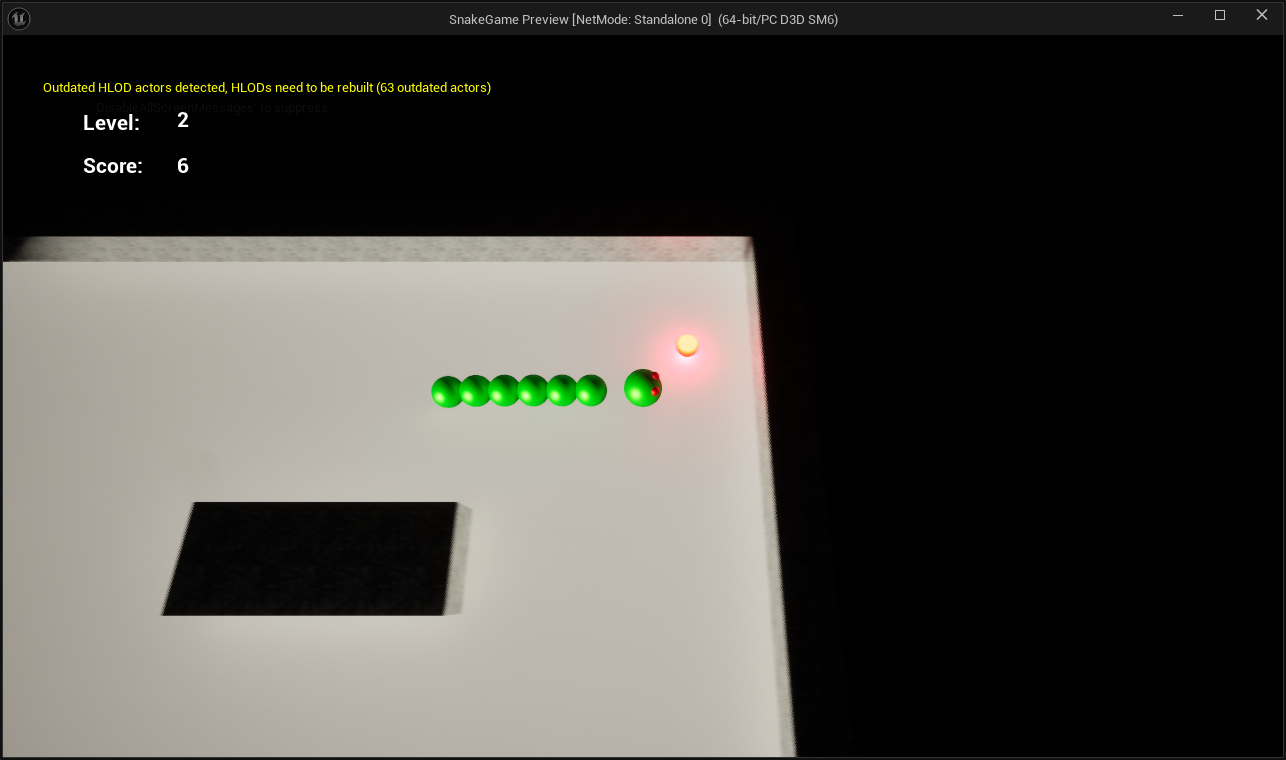 SnakeGame Preview [NetMode: Standalone 0]  (64-bit/PC D3D SM6)
Outdated HLOD actors detected, HLODs need to be rebuilt (63 outdated actors)
'DisableAllScreenMessages' to suppress
Level: 2
Score: 6